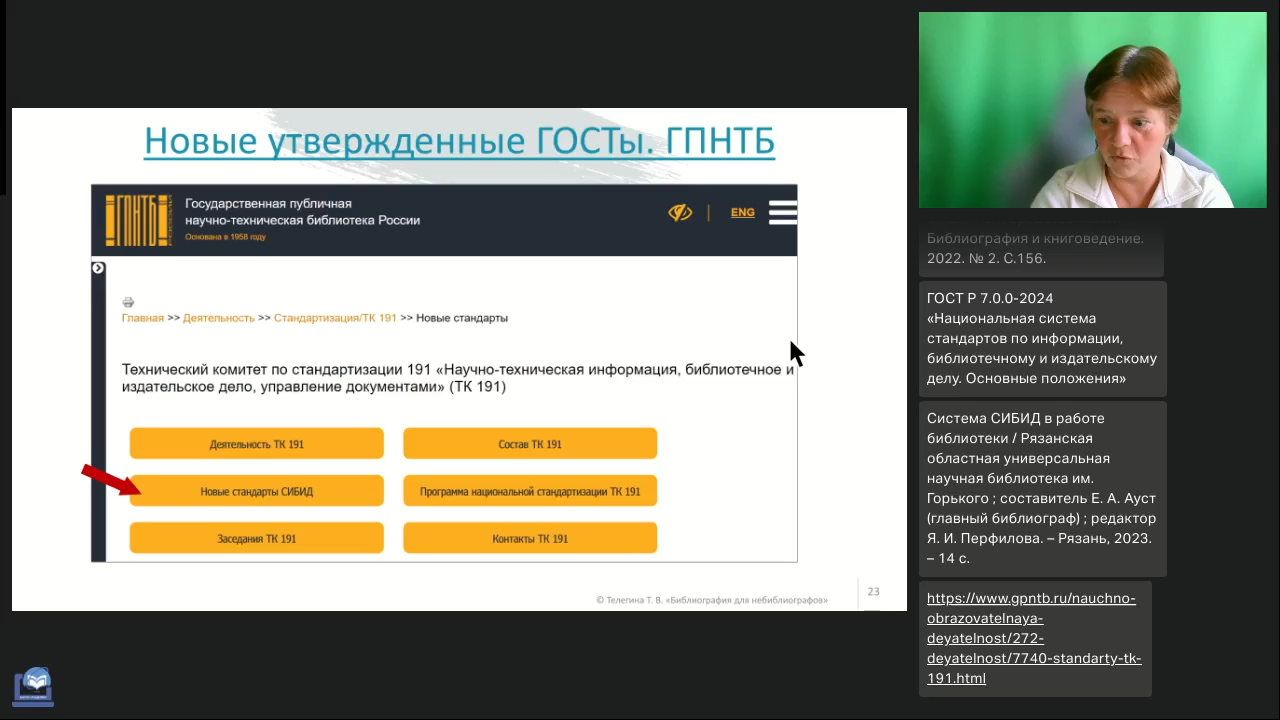 Новые утвержденные ГОСТы. ГПНТБ
ГПНТБ
Государственная публичная
научно-техническая библиотека России
Основана в 1958 году
ENG
Главная >> Деятельность >> Стандартизация/ТК 191 >> Новые стандарты
Технический комитет по стандартизации 191 «Научно-техническая информация, библиотечное и
издательское дело, управление документами» (ТК 191)
Деятельность ТК 191
Состав ТК 191
Новые стандарты СИБИД
Программа национальной стандартизации ТК 191
Заседания ТК 191
Контакты ТК 191
© Телегина Т. В. «Библиография для небиблиографов»
23
Библиография и книговедение.
2022. № 2. С.156.
ГОСТ Р 7.0.0-2024
«Национальная система
стандартов по информации,
библиотечному и издательскому
делу. Основные положения»
Система СИБИД в работе
библиотеки / Рязанская
областная универсальная
научная библиотека им.
Горького ; составитель Е. А. Ауст
(главный библиограф) ; редактор
Я. И. Перфилова. – Рязань, 2023.
– 14 с.
https://www.gpntb.ru/nauchno-
obrazovatelnaya-
deyatelnost/272-
deyatelnost/7740-standarty-tk-
191.html